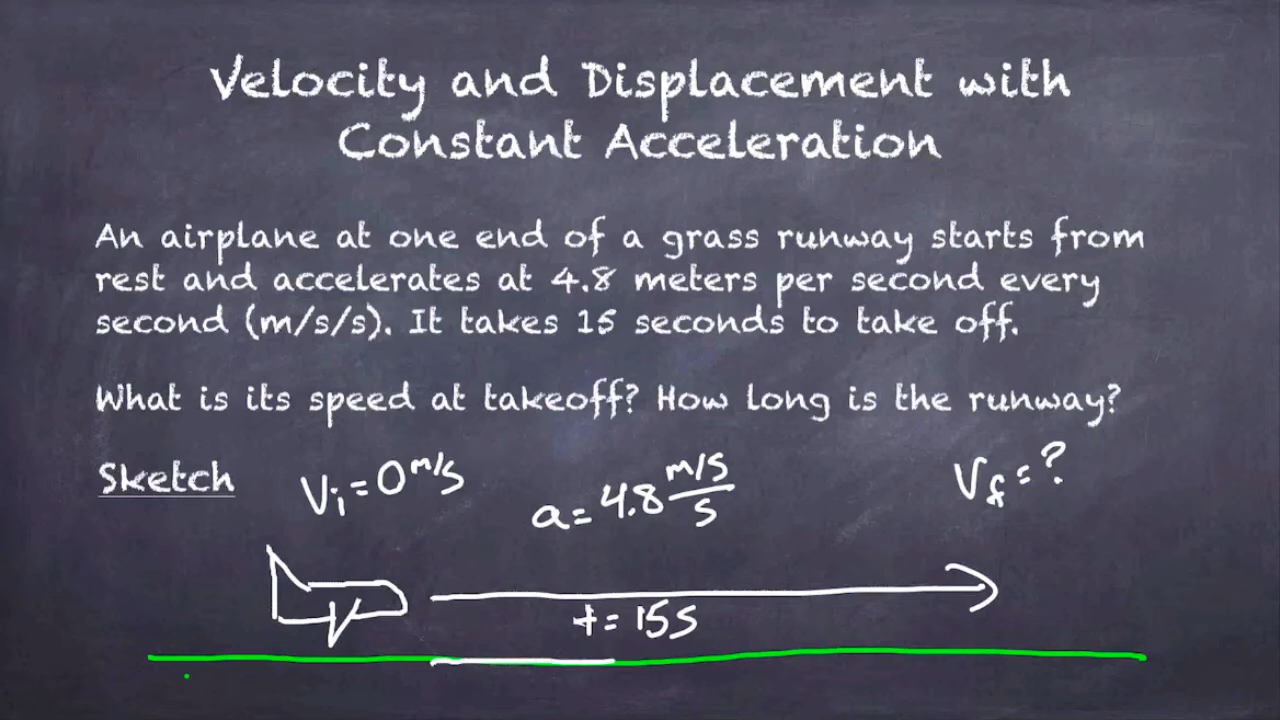 Velocity and Displacement with
Constant Acceleration
An airplane at one end of a grass runway starts from
rest and accelerates at 4.8 meters per second every
second (m/s/s). It takes 15 seconds to take off.
What is its speed at takeoff? How long is the runway?
Sketch
Vi = 0 m/s
a = 4.8 m/s/s
Vf = ?
t = 15s